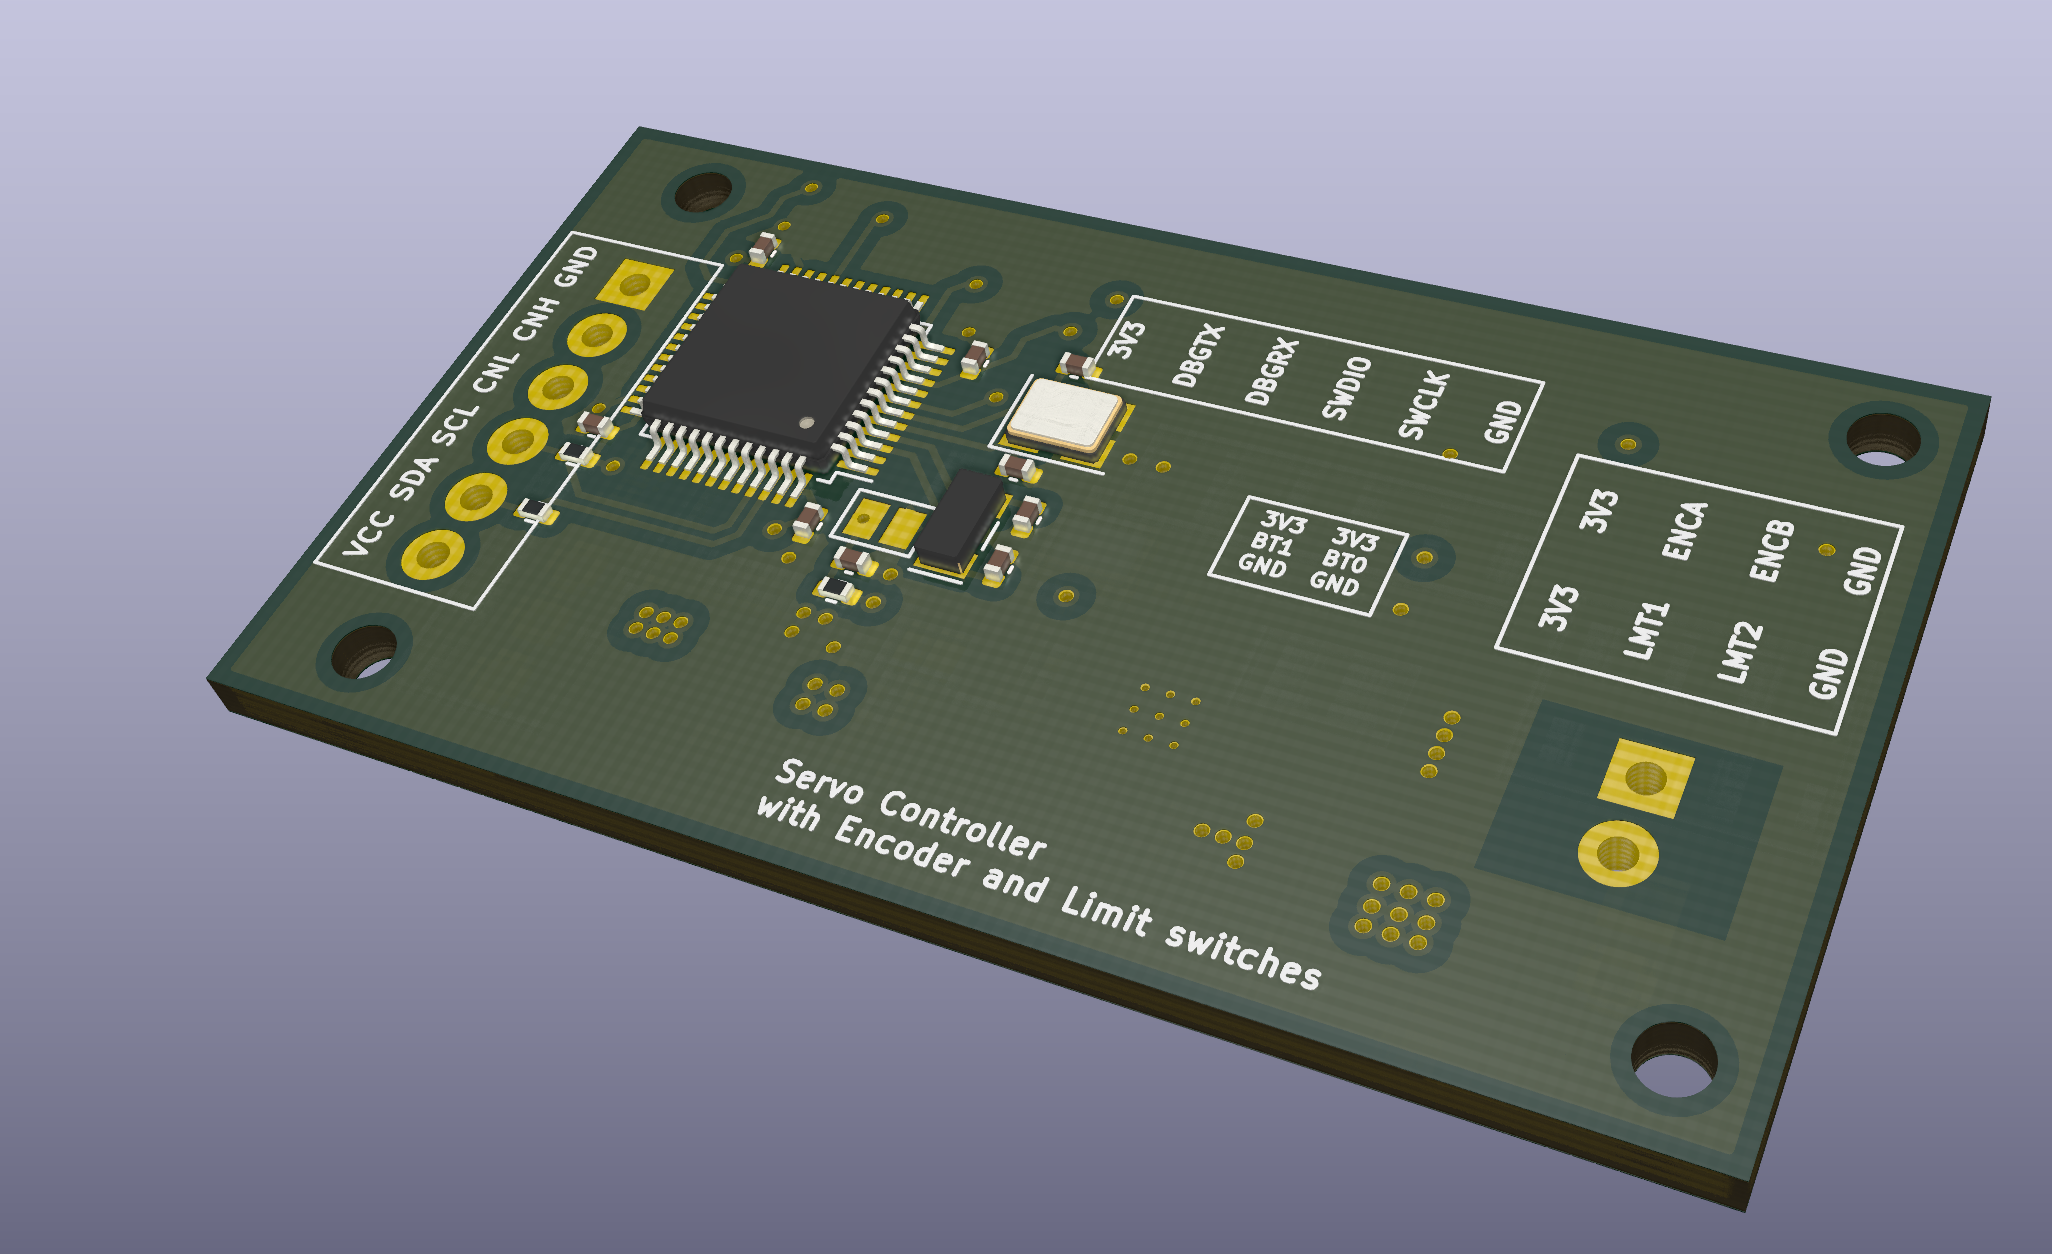 VCC SDA SCL CNL CNH GND
3V3 DBGTX DBGRX SWDIO SWCLK GND
3V3 3V3
BT1 BT0
GND GND
3V3 ENCA ENCB GND
3V3 LMT1 LMT2 GND
Servo Controller
with Encoder and Limit switches